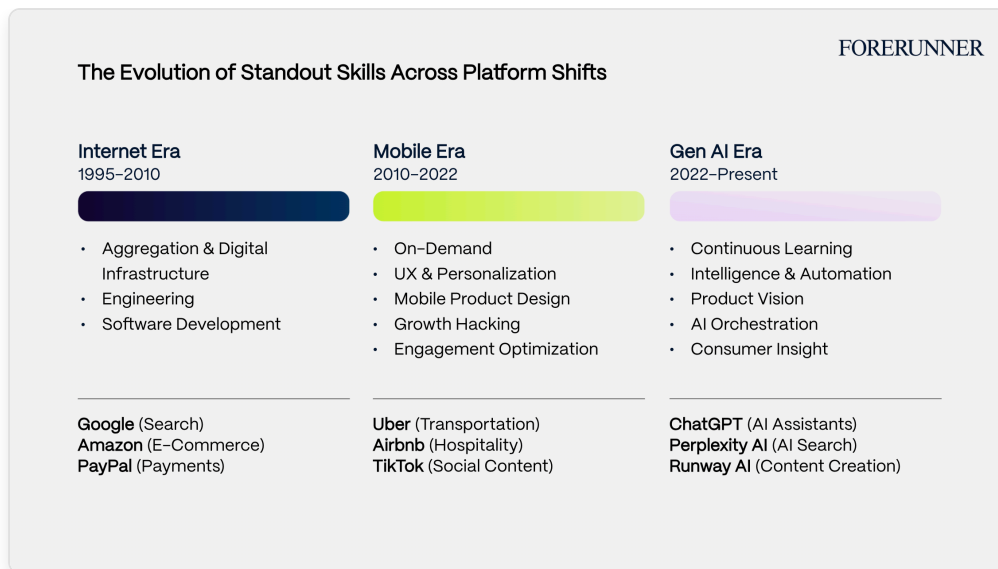 FORERUNNER
The Evolution of Standout Skills Across Platform Shifts
Internet Era
1995–2010
• Aggregation & Digital
Infrastructure
• Engineering
• Software Development
Google (Search)
Amazon (E–Commerce)
PayPal (Payments)
Mobile Era
2010–2022
• On–Demand
• UX & Personalization
• Mobile Product Design
• Growth Hacking
• Engagement Optimization
Uber (Transportation)
Airbnb (Hospitality)
TikTok (Social Content)
Gen AI Era
2022–Present
• Continuous Learning
• Intelligence & Automation
• Product Vision
• AI Orchestration
• Consumer Insight
ChatGPT (AI Assistants)
Perplexity AI (AI Search)
Runway AI (Content Creation)